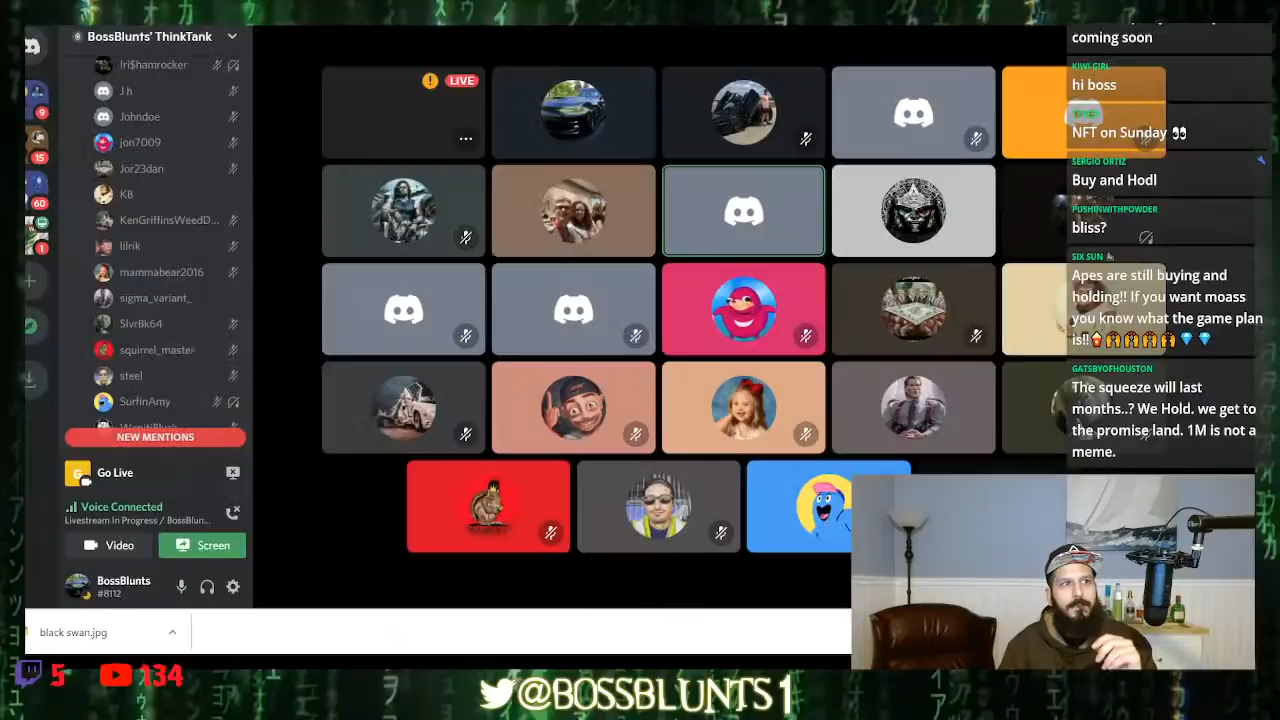 BossBlunts' ThinkTank
Iri$hamrocker
J h
Johndoe
jon7009
Jor23dan
KB
KenGriffinsWeedD...
lilrik
mammabear2016
sigma_variant_
SlvrBk64
squirrel_master
steel
SurfinAmy
NEW MENTIONS
Go Live
Voice Connected
Livestream In Progress / BossBlun...
Video
Screen
BossBlunts
#8112
9
15
60
1
LIVE
coming soon
KIWI GIRL
hi boss
NFT on Sunday 👀
SERGIO ORTIZ
Buy and Hodl
PUSHINWITHPOWDER
bliss?
SIX SUN
Apes are still buying and
holding!! If you want moass
you know what the game plan
is!!
GATSBYOFHOUSTON
The squeeze will last
months..? We Hold. we get to
the promise land. 1M is not a
meme.
black swan.jpg
5
134
@BOSSBLUNTS1